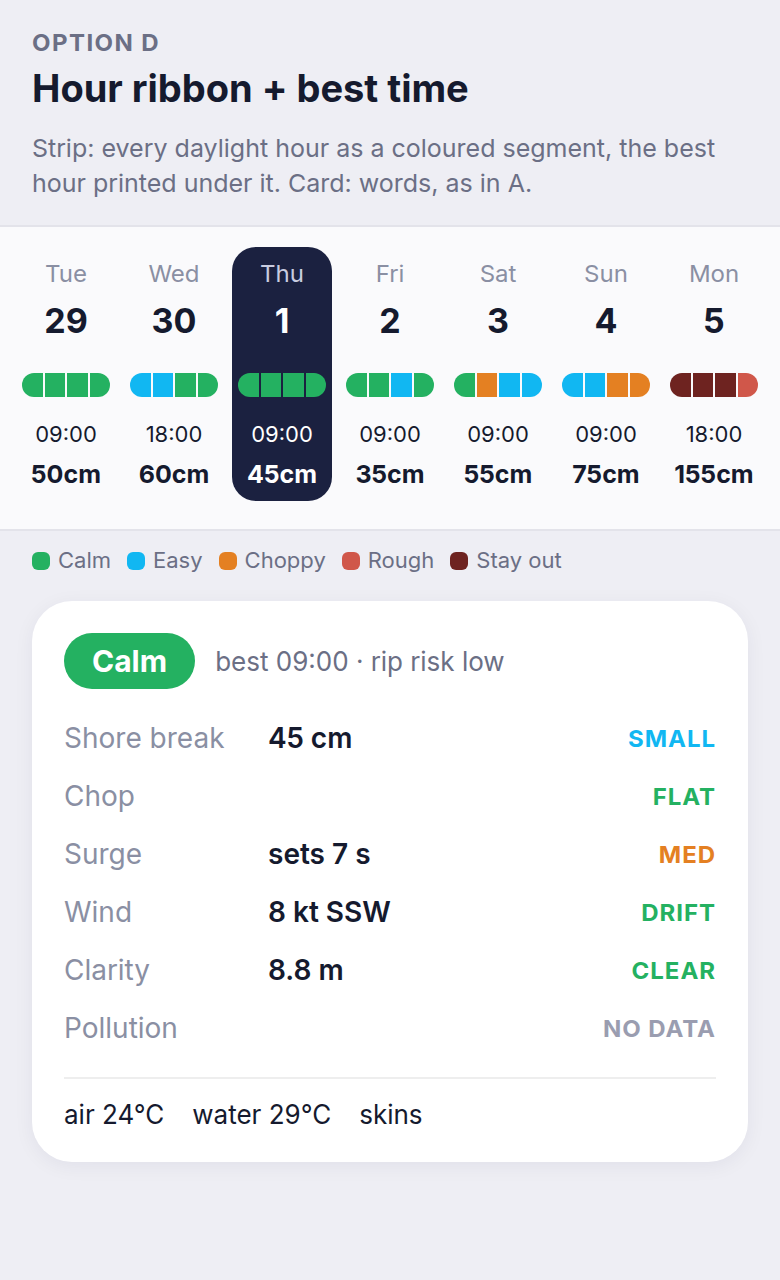 OPTION D
Hour ribbon + best time
Strip: every daylight hour as a coloured segment, the best
hour printed under it. Card: words, as in A.
Tue Wed Thu Fri Sat Sun Mon
29 30 1 2 3 4 5
09:00 18:00 09:00 09:00 09:00 09:00 18:00
50cm 60cm 45cm 35cm 55cm 75cm 155cm
Calm Easy Choppy Rough Stay out
Calm best 09:00 · rip risk low
Shore break 45 cm SMALL
Chop FLAT
Surge sets 7 s MED
Wind 8 kt SSW DRIFT
Clarity 8.8 m CLEAR
Pollution NO DATA
air 24°C water 29°C skins